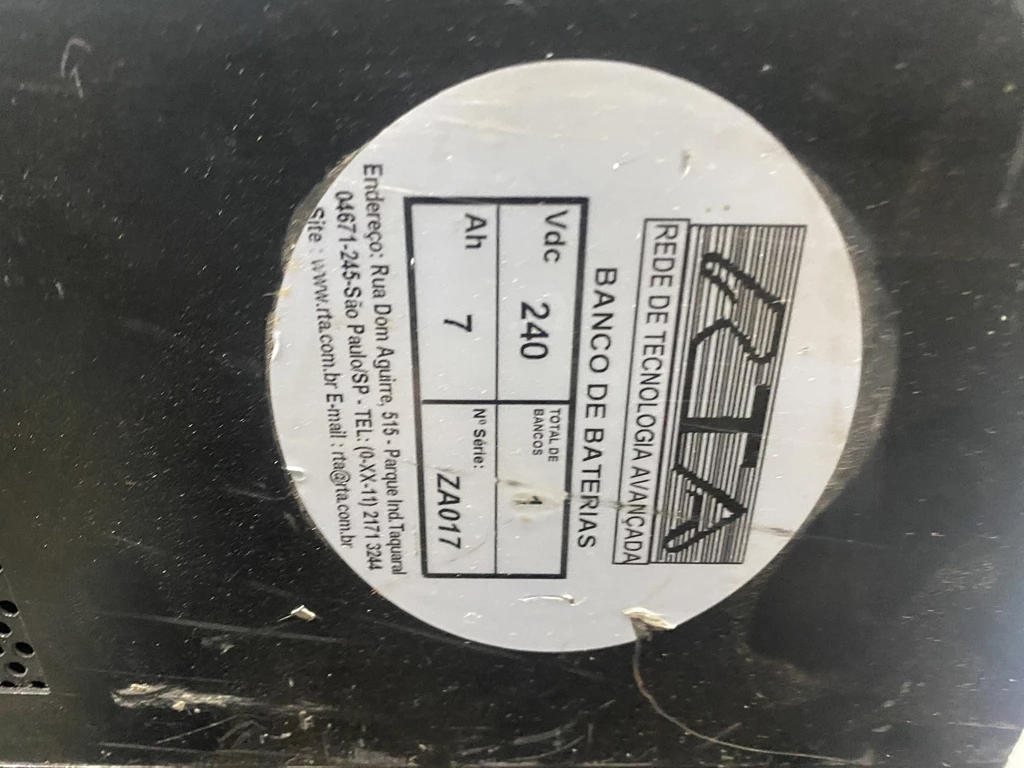 RTA
REDE DE TECNOLOGIA AVANÇADA
BANCO DE BATERIAS
Vdc 240
TOTAL DE BANCOS 1
Ah 7
Nº Série: ZA017
Endereço: Rua Dom Aguirre, 515 - Parque Ind.Taquaral
04671-245-São Paulo/SP - TEL: (0-XX-11) 2171 3244
Site : www.rta.com.br E-mail : rta@rta.com.br